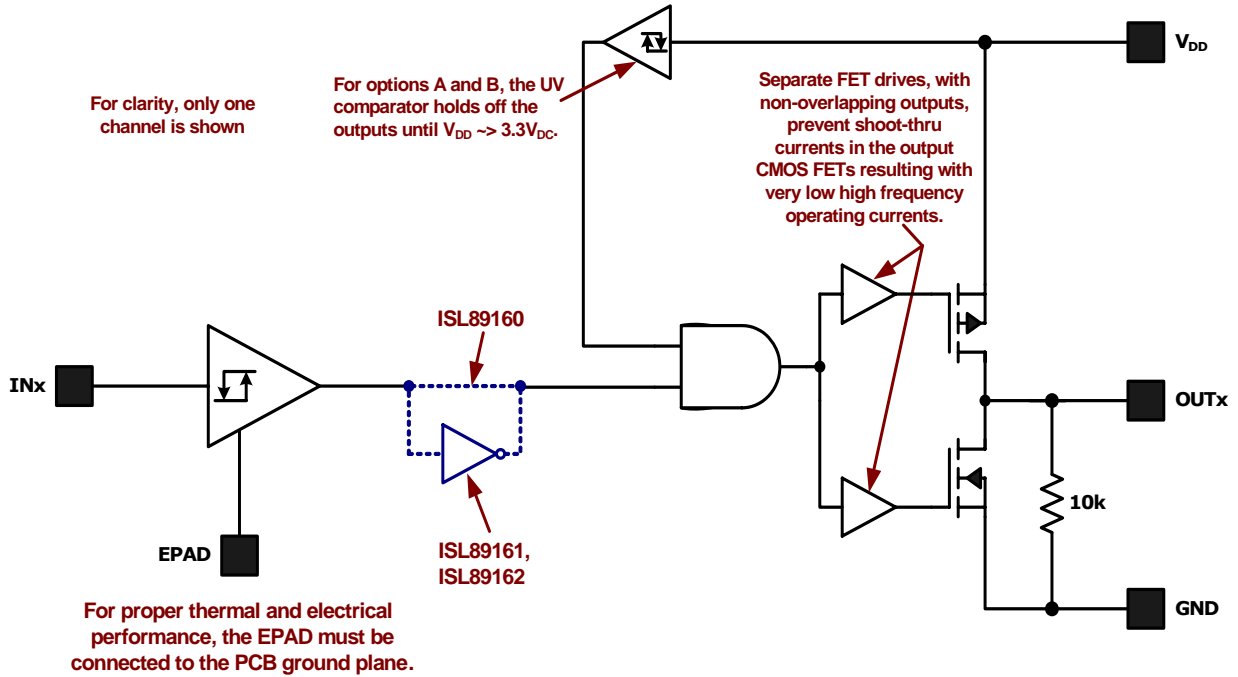 V_DD
For clarity, only one
channel is shown
For options A and B, the UV
comparator holds off the
outputs until V_DD ~> 3.3V_DC.
Separate FET drives, with
non-overlapping outputs,
prevent shoot-thru
currents in the output
CMOS FETs resulting with
very low high frequency
operating currents.
ISL89160
INx
OUTx
10k
EPAD
ISL89161,
ISL89162
GND
For proper thermal and electrical
performance, the EPAD must be
connected to the PCB ground plane.